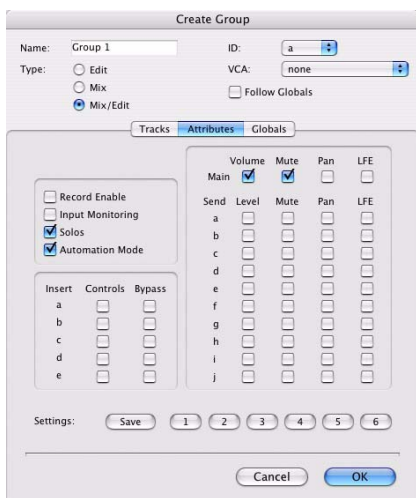 Create Group
Name: Group 1 ID: a
Type: Edit VCA: none
Mix Follow Globals
Mix/Edit
Tracks Attributes Globals
Volume Mute Pan LFE
Main
Record Enable
Input Monitoring
Solos
Automation Mode
Send Level Mute Pan LFE
a
b
c
d
e
f
g
h
i
j
Insert Controls Bypass
a
b
c
d
e
Settings: Save 1 2 3 4 5 6
Cancel OK